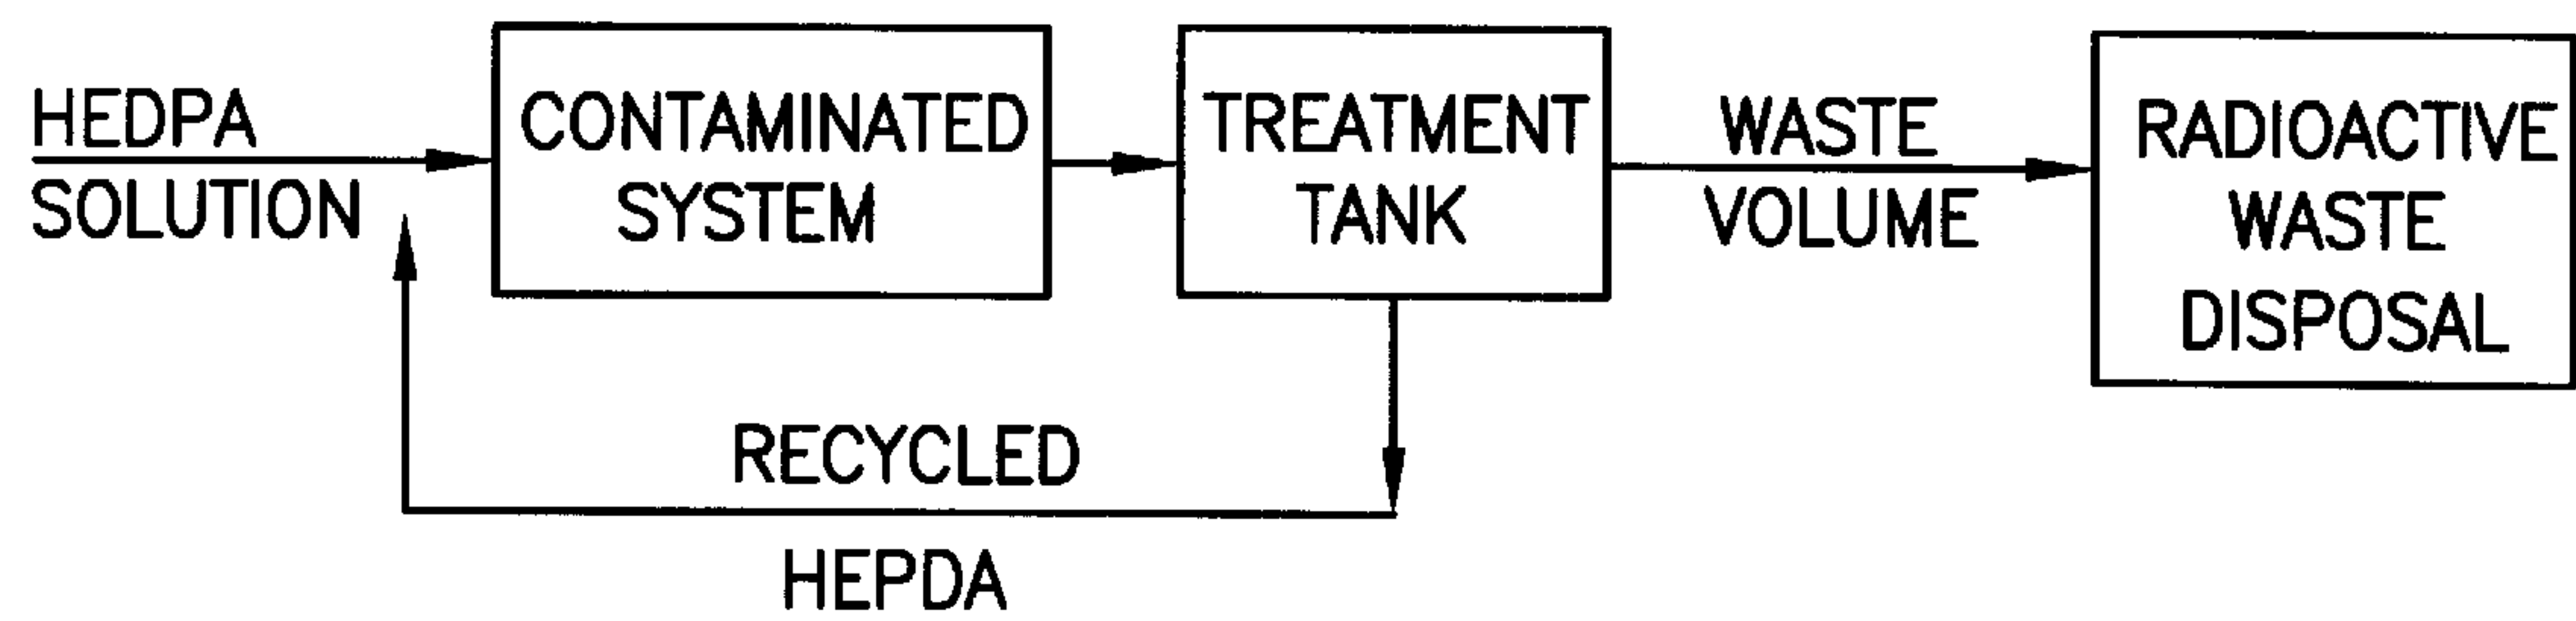 HEDPA
SOLUTION
CONTAMINATED
SYSTEM
TREATMENT
TANK
WASTE
VOLUME
RADIOACTIVE
WASTE
DISPOSAL
RECYCLED
HEPDA